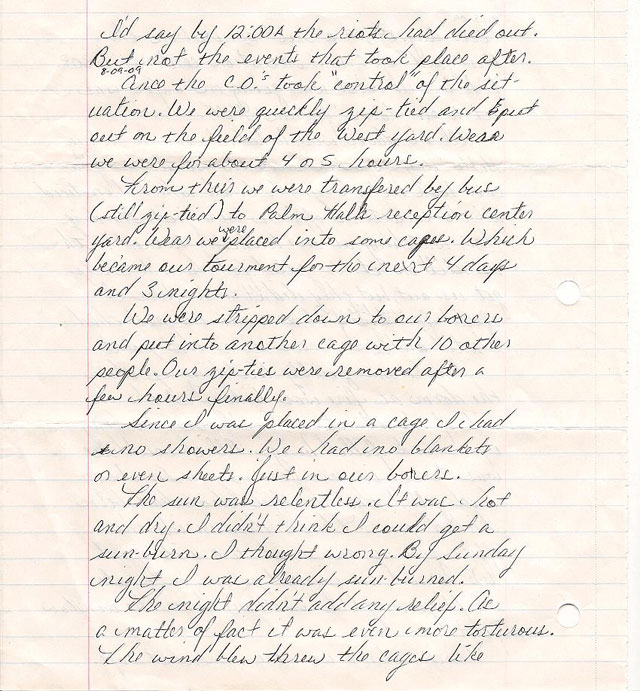 I'd say by 12:00A the riots had died out.
But not the events that took place after.
8-09-09
Once the C.O.'s took "control" of the sit-
uation. We were quickly zip-tied and put
out on the field of the West yard. Wear
we were for about 4 or 5 hours.
From their we were transfered by bus
(still zip-tied) to Palm Hall reception center
were
yard. Wear we placed into some cages. Which
became our tourment for the next 4 days
and 3 nights.
We were stripped down to our boxers
and put into another cage with 10 other
people. Our zip-ties were removed after a
few hours finally.
Since I was placed in a cage I had
no showers. We had no blankets
or even sheets. Just in our boxers.
The sun was relentless. It was hot
and dry. I didn't think I could get a
sun-burn. I thought wrong. By Sunday
night I was already sun-burned.
The night didn't add any relief. As
a matter of fact it was even more torturous.
The wind blew threw the cages like